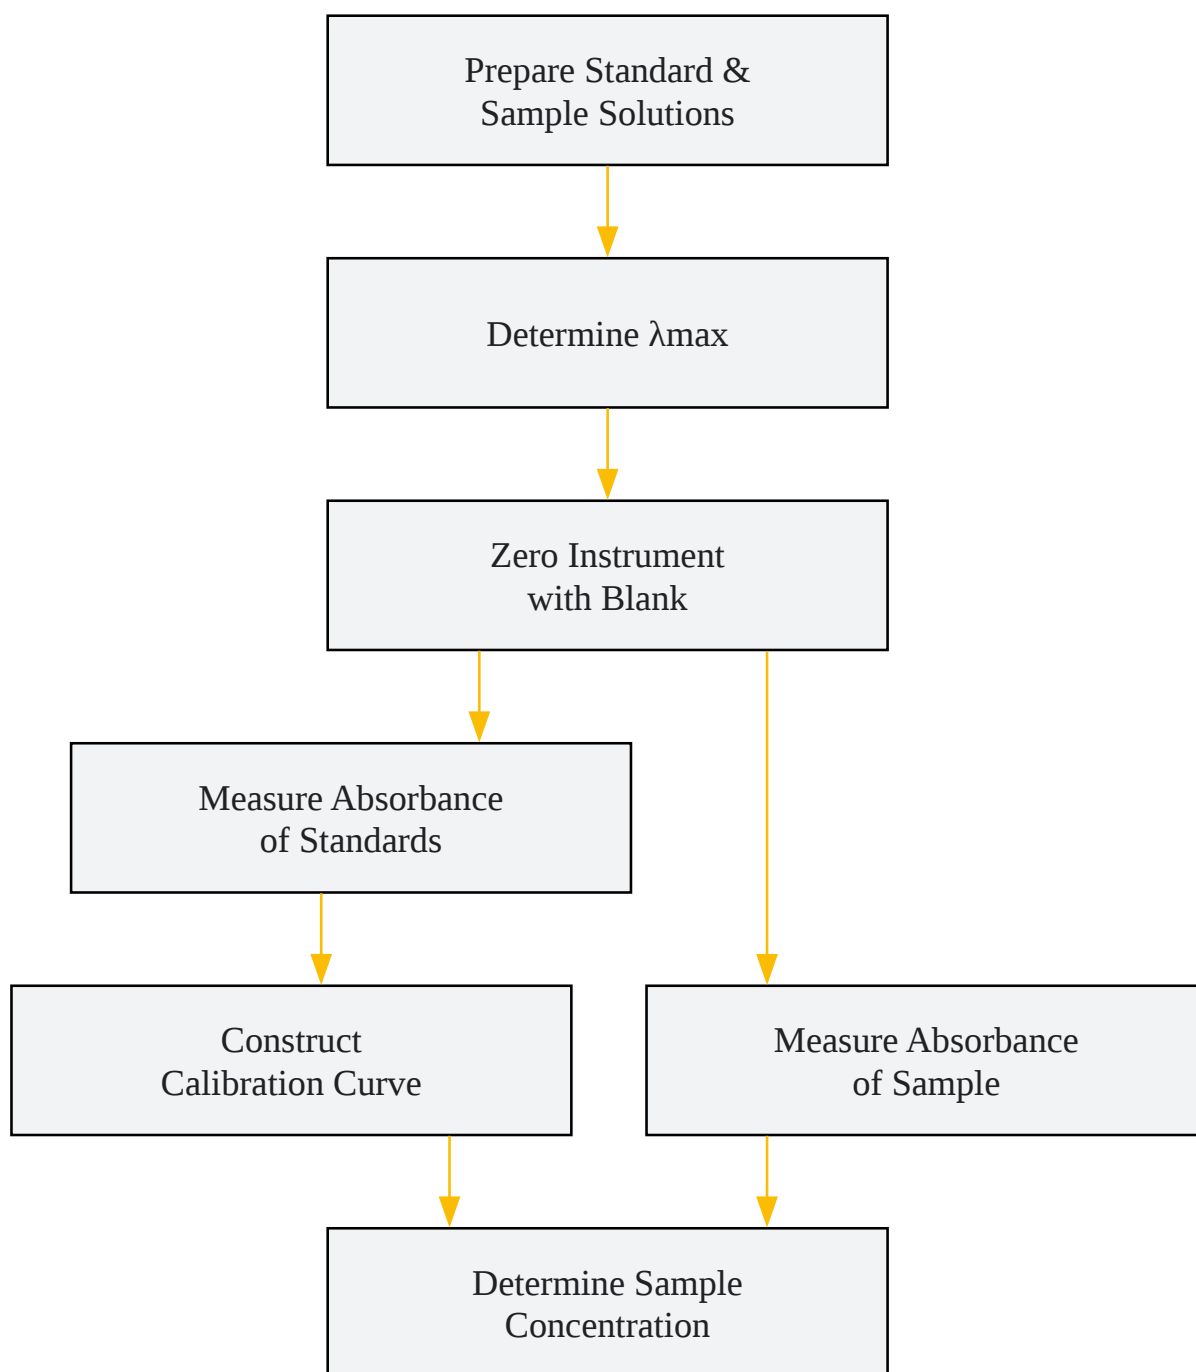 Prepare Standard &
Sample Solutions
Determine λmax
Zero Instrument
with Blank
Measure Absorbance
of Standards
Construct
Calibration Curve
Measure Absorbance
of Sample
Determine Sample
Concentration